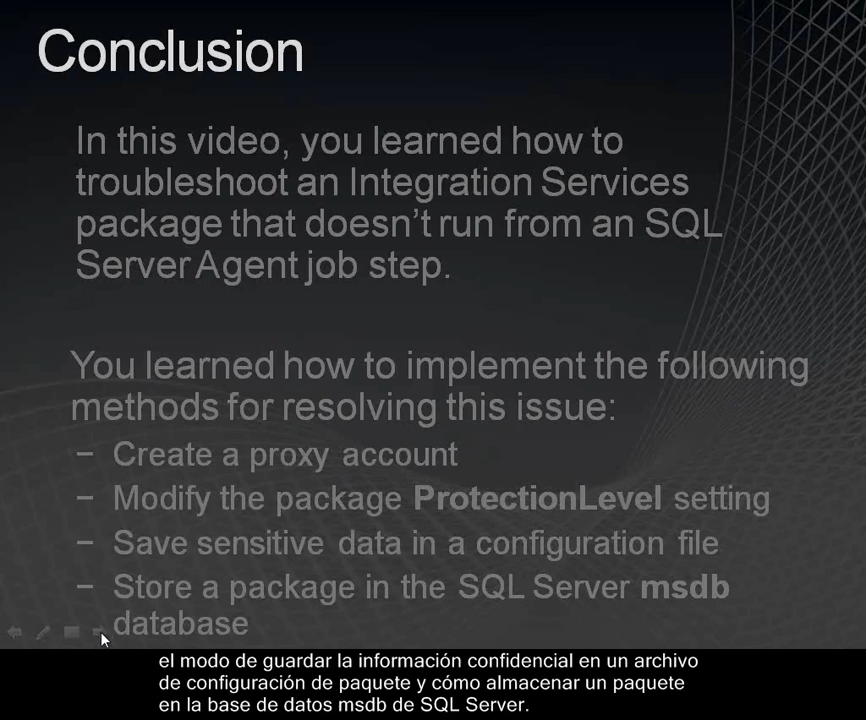 Conclusion
In this video, you learned how to
troubleshoot an Integration Services
package that doesn’t run from an SQL
Server Agent job step.
You learned how to implement the following
methods for resolving this issue:
– Create a proxy account
– Modify the package ProtectionLevel setting
– Save sensitive data in a configuration file
– Store a package in the SQL Server msdb
database
el modo de guardar la información confidencial en un archivo
de configuración de paquete y cómo almacenar un paquete
en la base de datos msdb de SQL Server.